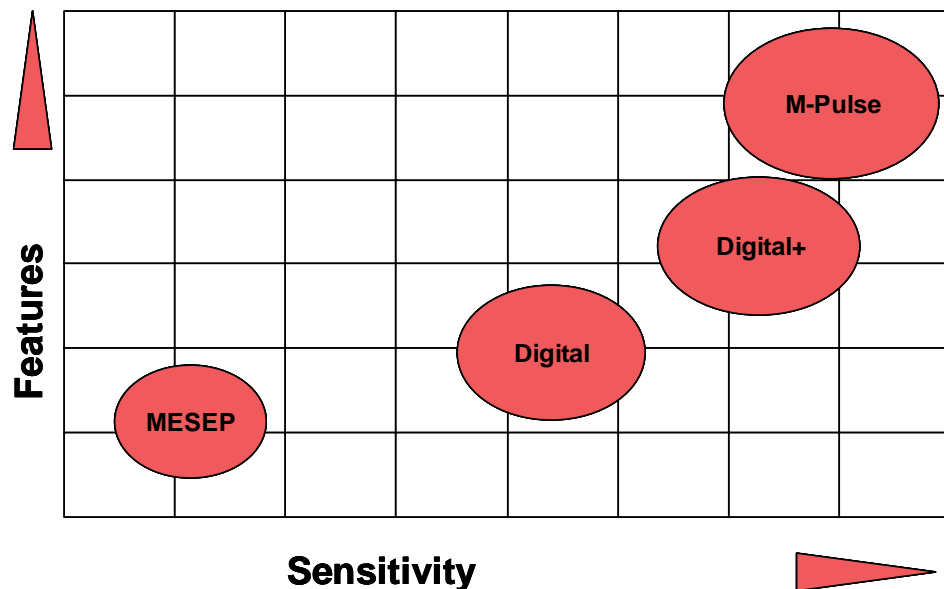 M-Pulse
Digital+
Features
Digital
MESEP
Sensitivity